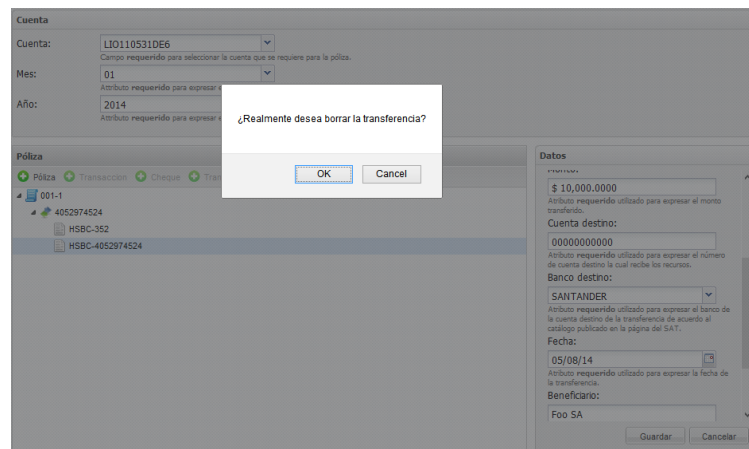 Cuenta
Cuenta: LIO110531DE6
Campo requerido para seleccionar la cuenta que se requiere para la póliza.
Mes: 01
Atributo requerido para expresar e
Año: 2014
Atributo requerido para expresar e
¿Realmente desea borrar la transferencia?
OK Cancel
Póliza
Póliza Transacción Cheque Tran
001-1
4052974524
HSBC-352
HSBC-4052974524
Datos
Monto:
$ 10,000.0000
Atributo requerido utilizado para expresar el monto
transferido.
Cuenta destino:
00000000000
Atributo requerido utilizado para expresar el número
de cuenta destino la cual recibe los recursos.
Banco destino:
SANTANDER
Atributo requerido utilizado para expresar el banco de
la cuenta destino de la transferencia de acuerdo al
catálogo publicado en la página del SAT.
Fecha:
05/08/14
Atributo requerido utilizado para expresar la fecha de
la transferencia.
Beneficiario:
Foo SA
Guardar Cancelar